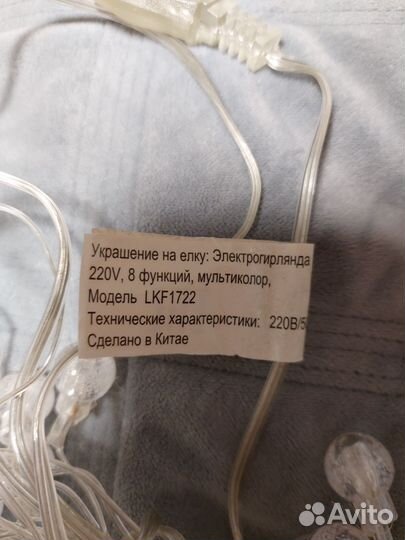 Украшение на елку: Электрогирлянда
220V, 8 функций, мультиколор,
Модель LKF1722
Технические характеристики: 220В/5
Сделано в Китае
Avito